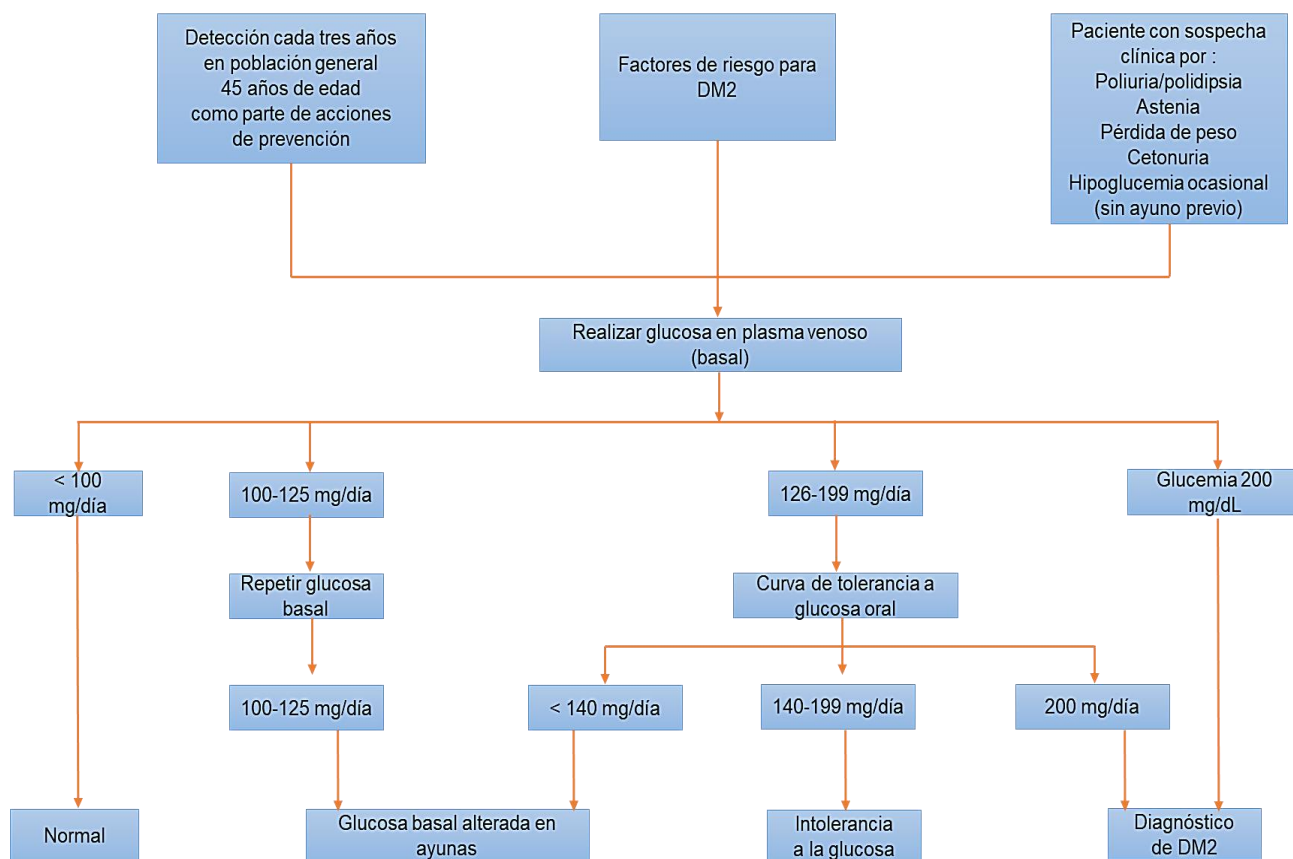 Detección cada tres años
en población general
45 años de edad
como parte de acciones
de prevención
Factores de riesgo para
DM2
Paciente con sospecha
clínica por :
Poliuria/polidipsia
Astenia
Pérdida de peso
Cetonuria
Hipoglucemia ocasional
(sin ayuno previo)
Realizar glucosa en plasma venoso
(basal)
< 100
mg/día
100-125 mg/día
126-199 mg/día
Glucemia 200
mg/dL
Repetir glucosa
basal
Curva de tolerancia a
glucosa oral
100-125 mg/día
< 140 mg/día
140-199 mg/día
200 mg/día
Normal
Glucosa basal alterada en
ayunas
Intolerancia
a la glucosa
Diagnóstico
de DM2